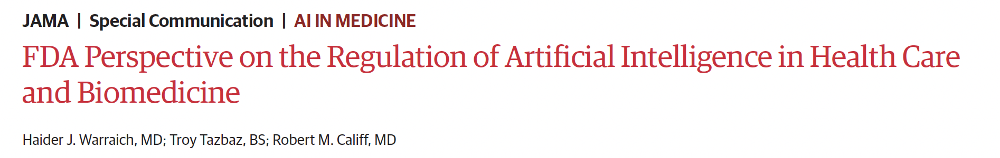 JAMA | Special Communication | AI IN MEDICINE
FDA Perspective on the Regulation of Artificial Intelligence in Health Care
and Biomedicine
Haider J. Warraich, MD; Troy Tazbaz, BS; Robert M. Califf, MD